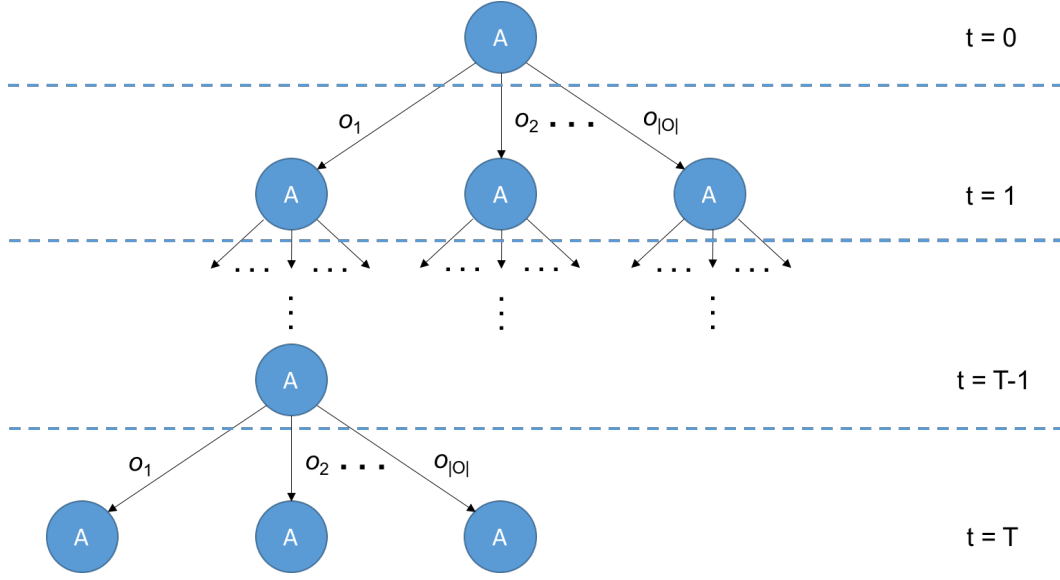 A t = 0
o1 o2 ... o|O|
A A A t = 1
... ... ... ... ... ...
A t = T-1
o1 o2 ... o|O|
A A A t = T